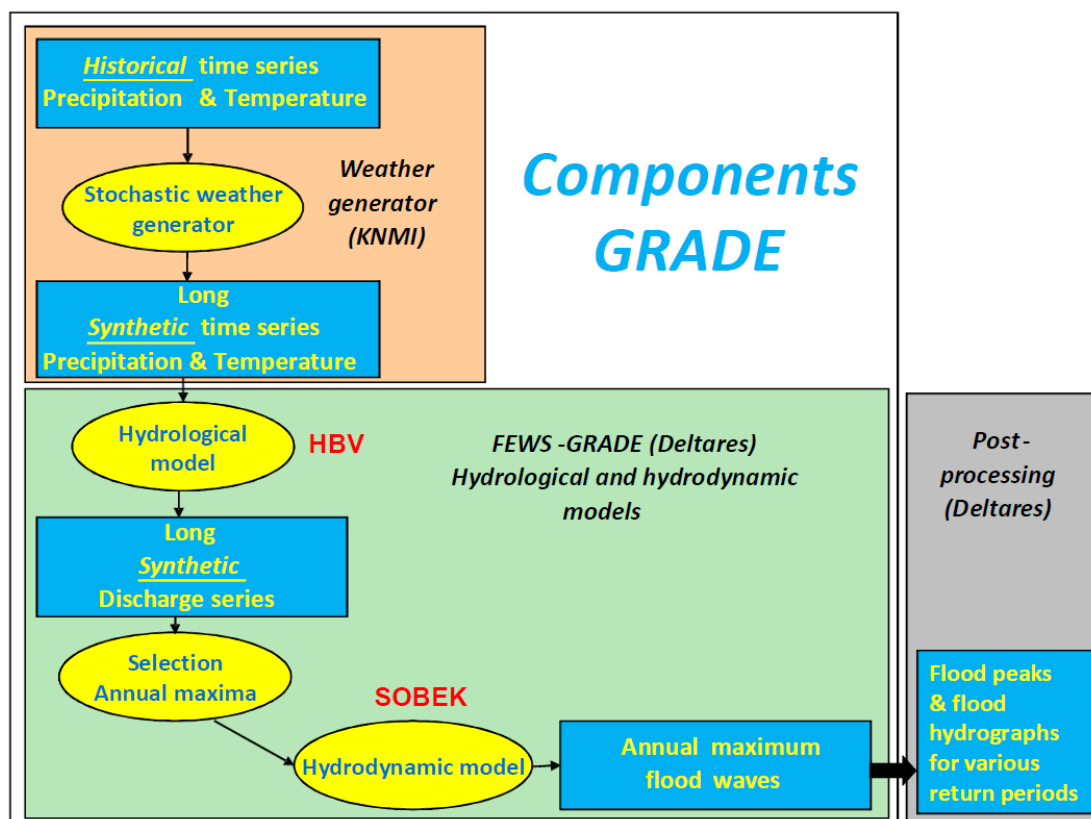 Historical time series
Precipitation & Temperature
Stochastic weather
generator
Weather
generator
(KNMI)
Components
GRADE
Long
Synthetic time series
Precipitation & Temperature
Hydrological
model
HBV
FEWS -GRADE (Deltares)
Hydrological and hydrodynamic
models
Post-
processing
(Deltares)
Long
Synthetic
Discharge series
Selection
Annual maxima
SOBEK
Hydrodynamic model
Annual maximum
flood waves
Flood peaks
& flood
hydrographs
for various
return periods